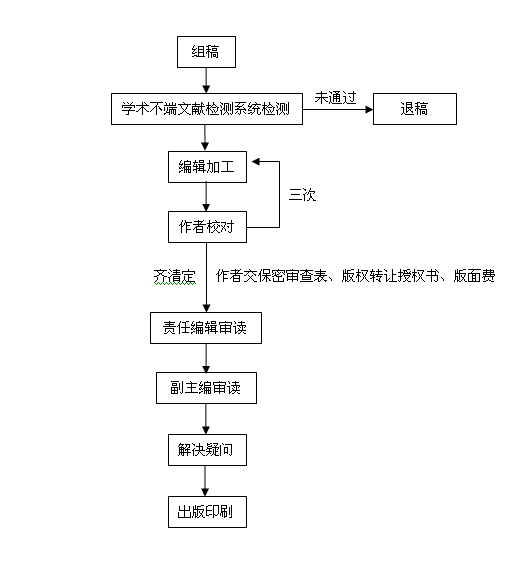 组稿
学术不端文献检测系统检测
未通过
退稿
编辑加工
三次
作者校对
齐清定
作者交保密审查表、版权转让授权书、版面费
责任编辑审读
副主编审读
解决疑问
出版印刷